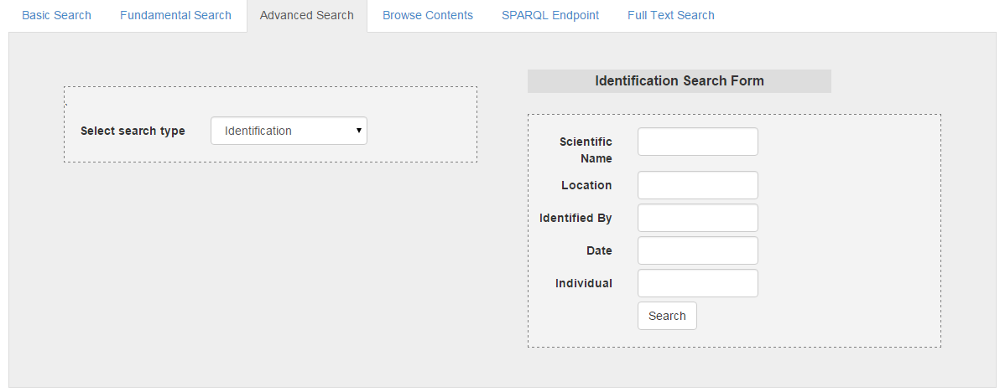 Basic Search Fundamental Search Advanced Search Browse Contents SPARQL Endpoint Full Text Search
Select search type Identification
Identification Search Form
Scientific
Name
Location
Identified By
Date
Individual
Search